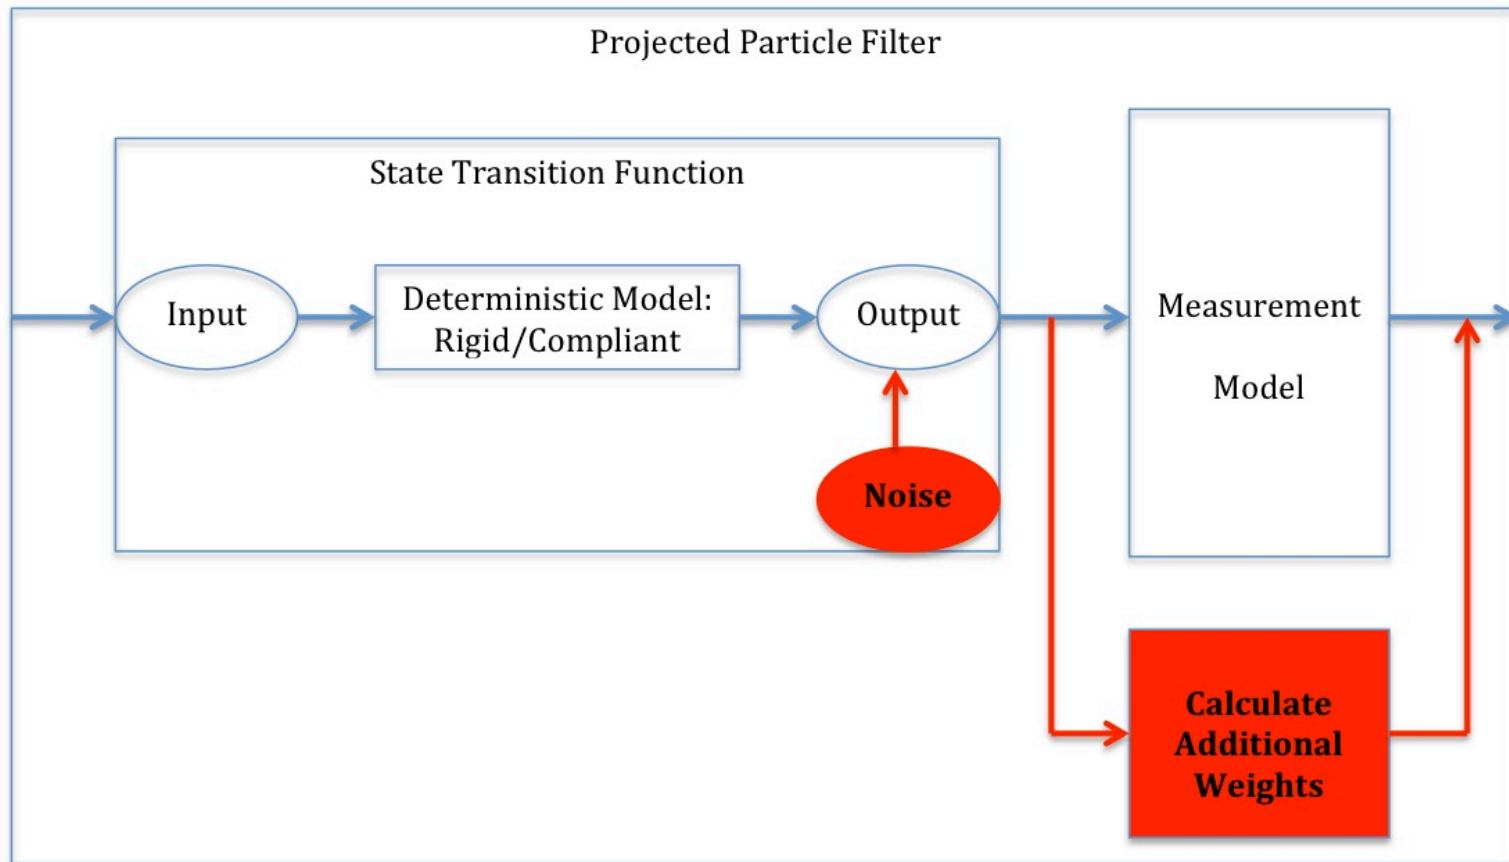 Projected Particle Filter
State Transition Function
Input
Deterministic Model:
Rigid/Compliant
Output
Noise
Measurement
Model
Calculate
Additional
Weights